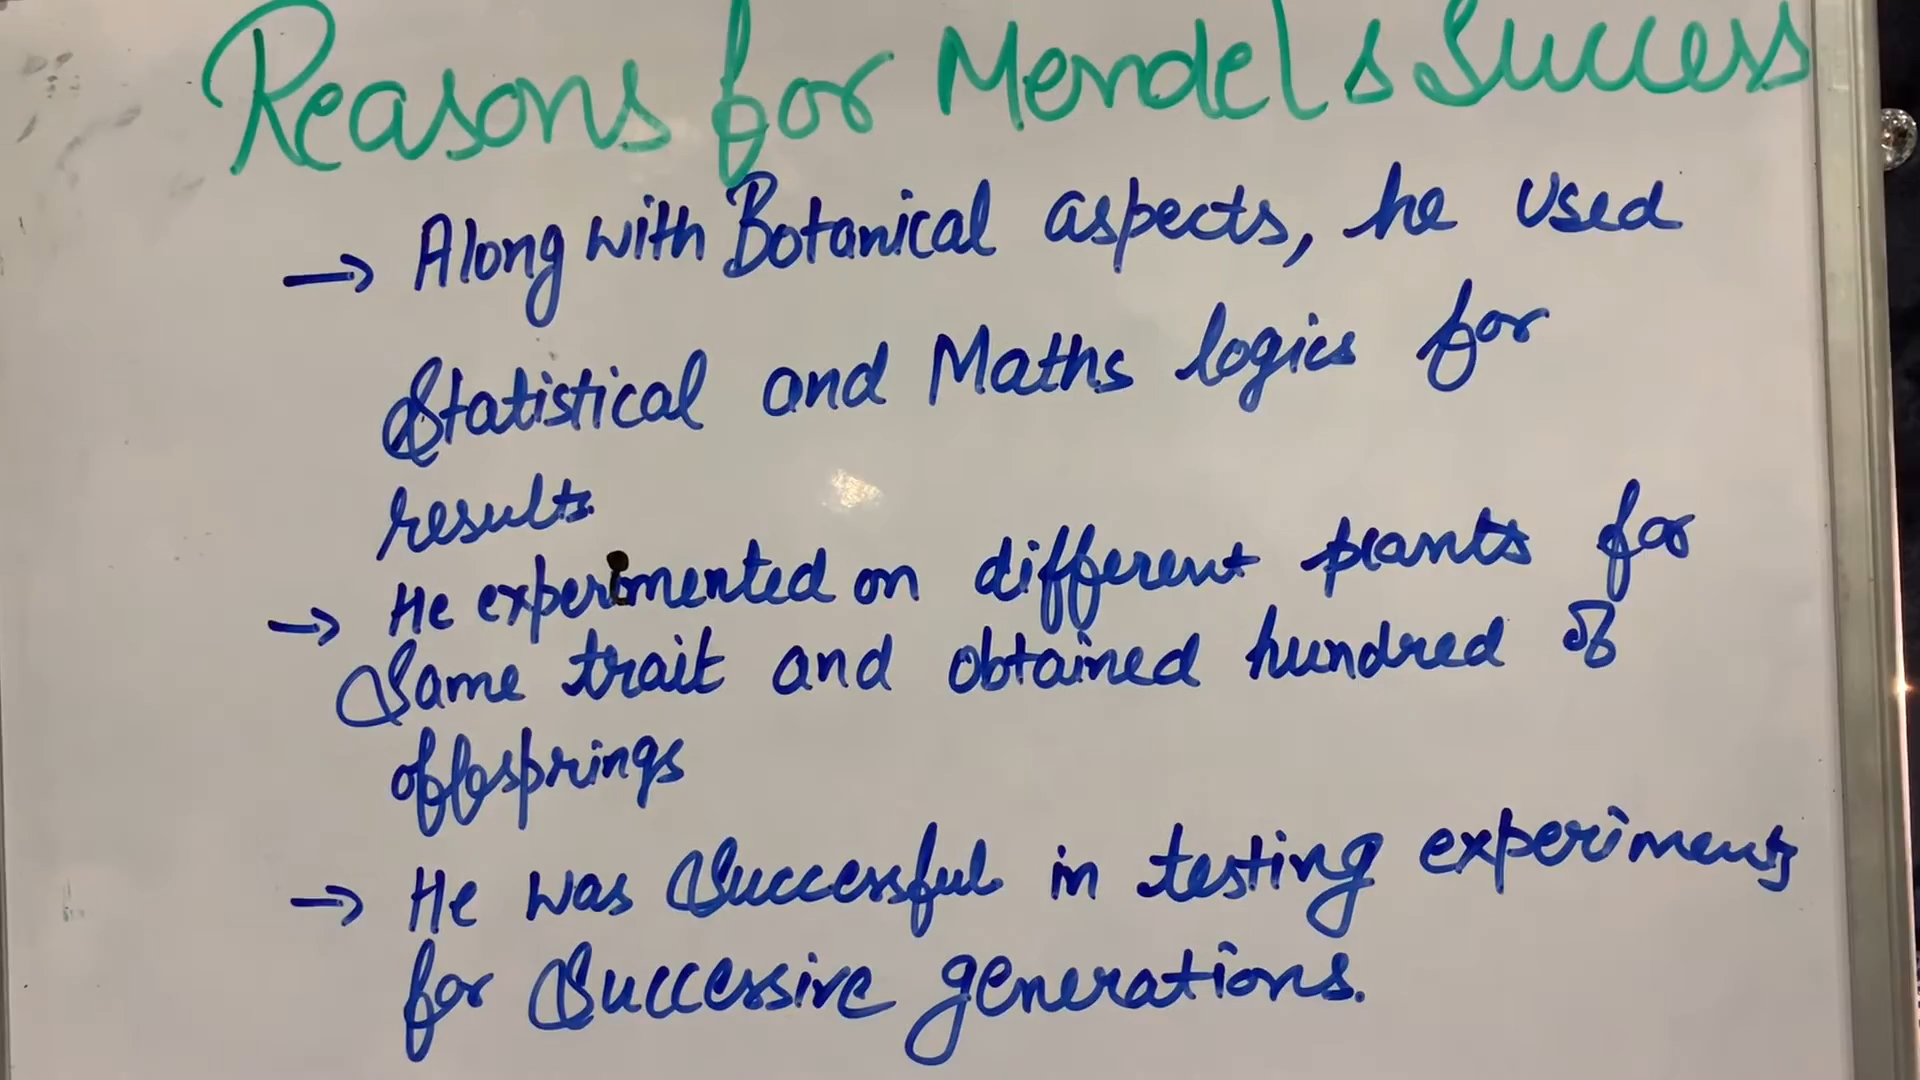 Reasons for Mendels Success
→ Along with Botanical aspects, he used
Statistical and Maths logics for
results
→ He experimented on different plants for
Same trait and obtained hundred of
offsprings
→ He was Successful in testing experiments
for Successive generations.